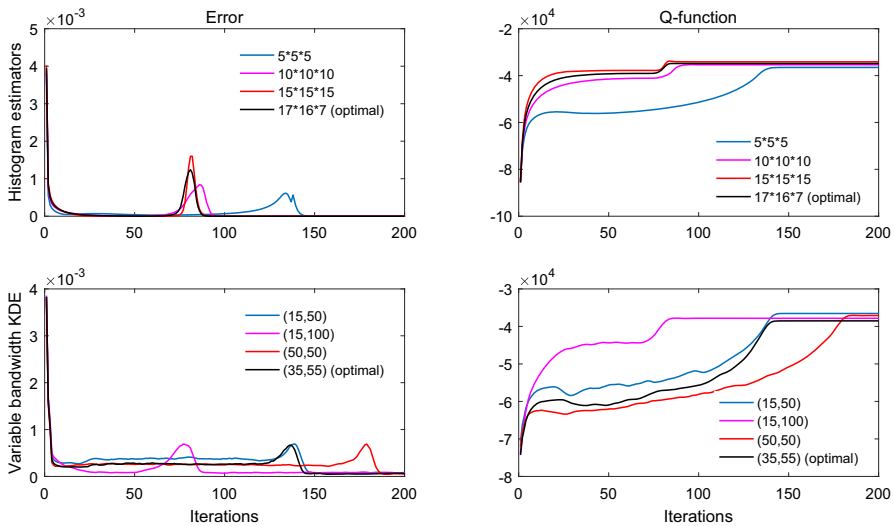 Error
Q-function
×10-3
×104
Histogram estimators
5
4
3
2
1
0
5*5*5
10*10*10
15*15*15
17*16*7 (optimal)
0 50 100 150 200
-2
-4
-6
-8
-10
5*5*5
10*10*10
15*15*15
17*16*7 (optimal)
0 50 100 150 200
×10-3
×104
Variable bandwidth KDE
4
3
2
1
0
(15,50)
(15,100)
(50,50)
(35,55) (optimal)
0 50 100 150 200
Iterations
-3
-4
-5
-6
-7
-8
(15,50)
(15,100)
(50,50)
(35,55) (optimal)
0 50 100 150 200
Iterations